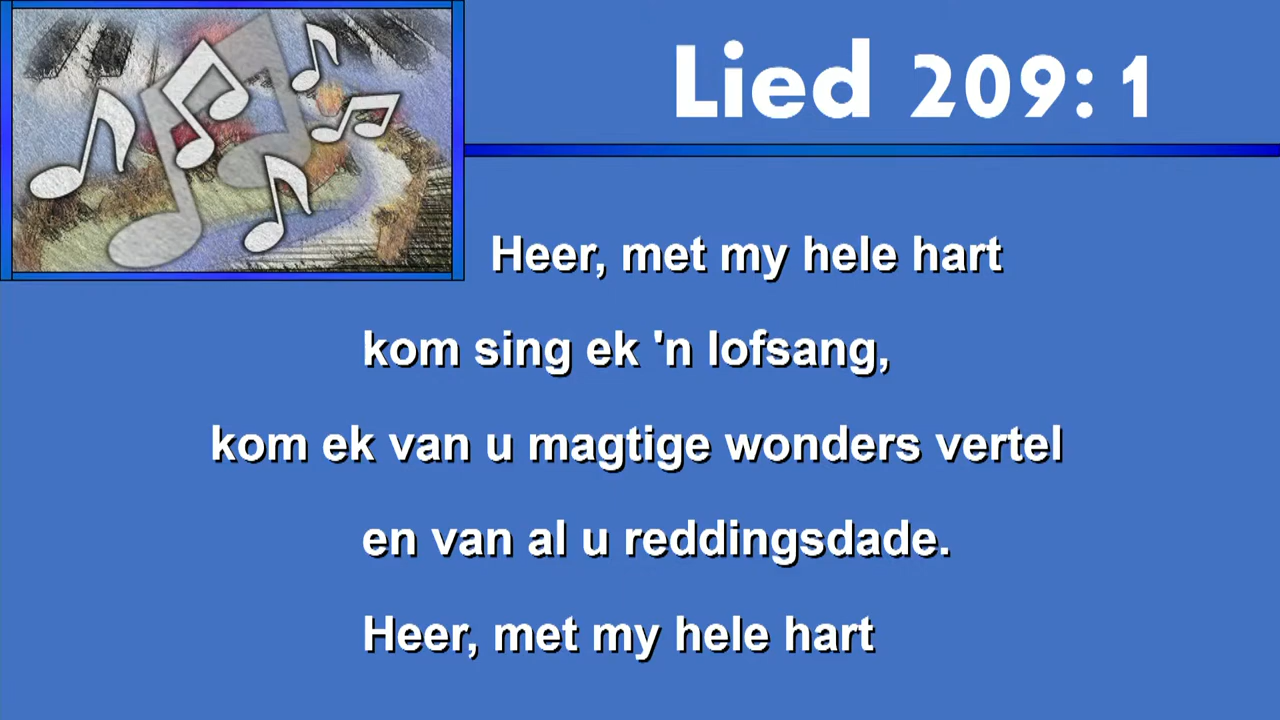 Lied 209: 1
Heer, met my hele hart
kom sing ek 'n lofsang,
kom ek van u magtige wonders vertel
en van al u reddingsdade.
Heer, met my hele hart